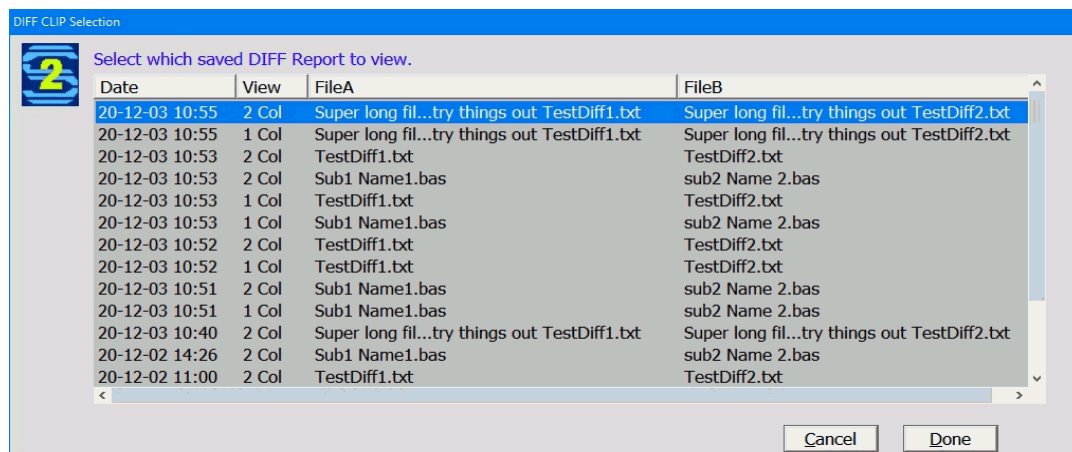 DIFF CLIP Selection
2
Select which saved DIFF Report to view.
Date View FileA FileB
20-12-03 10:55 2 Col Super long fil...try things out TestDiff1.txt Super long fil...try things out TestDiff2.txt
20-12-03 10:55 1 Col Super long fil...try things out TestDiff1.txt Super long fil...try things out TestDiff2.txt
20-12-03 10:53 2 Col TestDiff1.txt TestDiff2.txt
20-12-03 10:53 2 Col Sub1 Name1.bas sub2 Name 2.bas
20-12-03 10:53 1 Col TestDiff1.txt TestDiff2.txt
20-12-03 10:53 1 Col Sub1 Name1.bas sub2 Name 2.bas
20-12-03 10:52 2 Col TestDiff1.txt TestDiff2.txt
20-12-03 10:52 1 Col TestDiff1.txt TestDiff2.txt
20-12-03 10:51 2 Col Sub1 Name1.bas sub2 Name 2.bas
20-12-03 10:51 1 Col Sub1 Name1.bas sub2 Name 2.bas
20-12-03 10:40 2 Col Super long fil...try things out TestDiff1.txt Super long fil...try things out TestDiff2.txt
20-12-02 14:26 2 Col Sub1 Name1.bas sub2 Name 2.bas
20-12-02 11:00 2 Col TestDiff1.txt TestDiff2.txt
Cancel Done